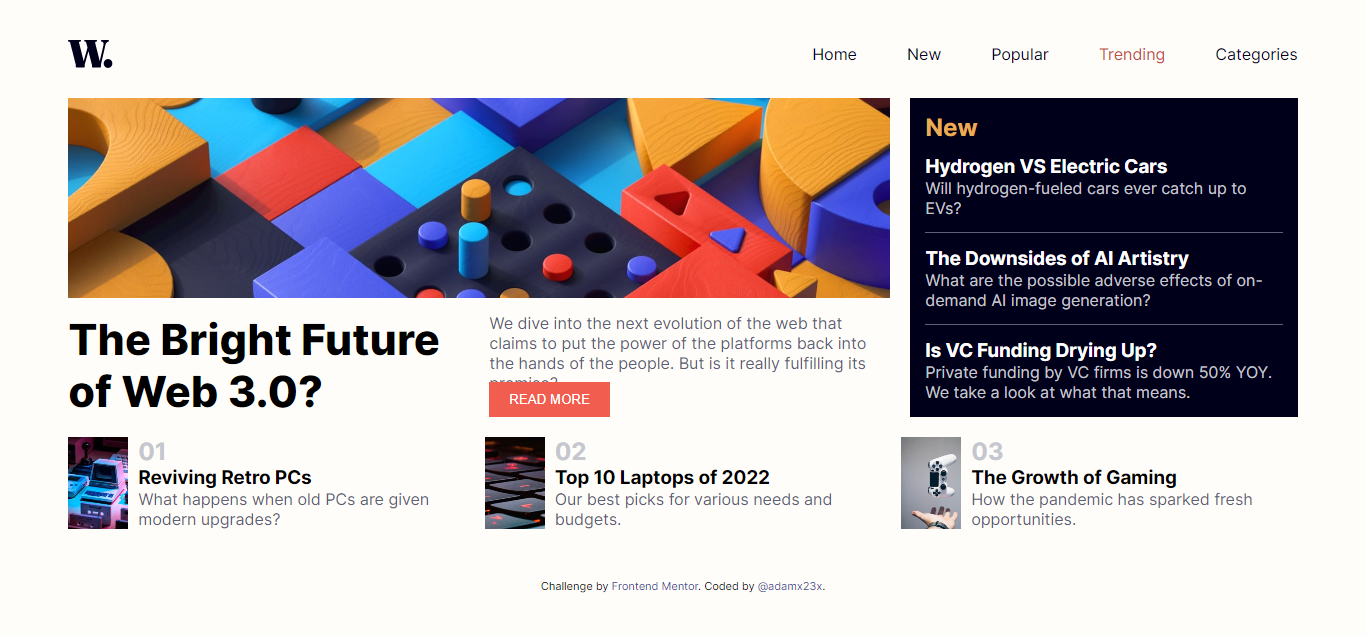 W.
Home New Popular Trending Categories
The Bright Future
of Web 3.0?
We dive into the next evolution of the web that
claims to put the power of the platforms back into
the hands of the people. But is it really fulfilling its
promise?
READ MORE
New
Hydrogen VS Electric Cars
Will hydrogen-fueled cars ever catch up to
EVs?
The Downsides of AI Artistry
What are the possible adverse effects of on-
demand AI image generation?
Is VC Funding Drying Up?
Private funding by VC firms is down 50% YOY.
We take a look at what that means.
01
Reviving Retro PCs
What happens when old PCs are given
modern upgrades?
02
Top 10 Laptops of 2022
Our best picks for various needs and
budgets.
03
The Growth of Gaming
How the pandemic has sparked fresh
opportunities.
Challenge by Frontend Mentor. Coded by @adamx23x.